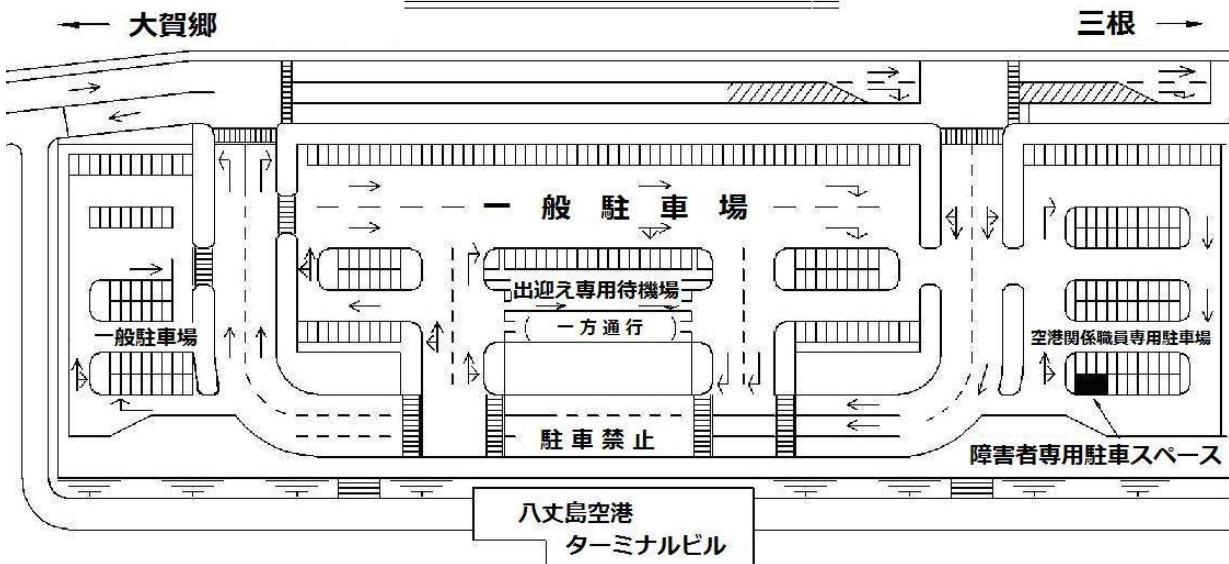 大賀郷
三根
一般駐車場
出迎え専用待機場
(一方通行)
一般駐車場
空港関係職員専用駐車場
駐車禁止
障害者専用駐車スペース
八丈島空港
ターミナルビル